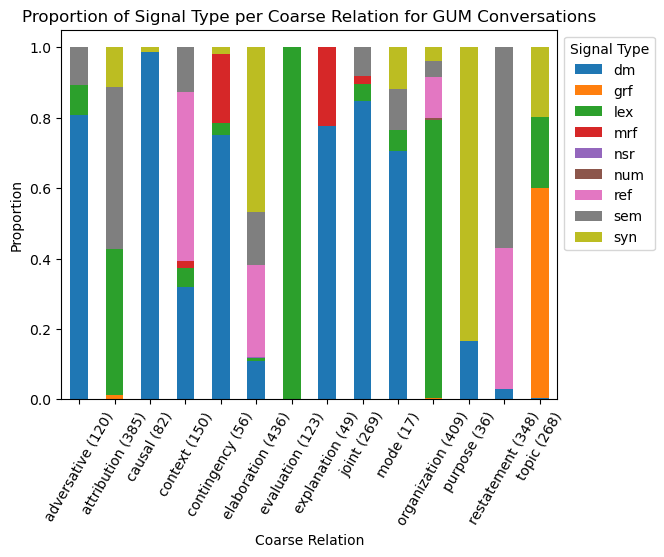 Proportion of Signal Type per Coarse Relation for GUM Conversations
Signal Type
dm
grf
lex
mrf
nsr
num
ref
sem
syn
Proportion
1.0
0.8
0.6
0.4
0.2
0.0
adversative (120)
attribution (385)
causal (82)
context (150)
contingency (56)
elaboration (436)
evaluation (123)
explanation (49)
joint (269)
mode (17)
organization (409)
purpose (36)
restatement (348)
topic (268)
Coarse Relation